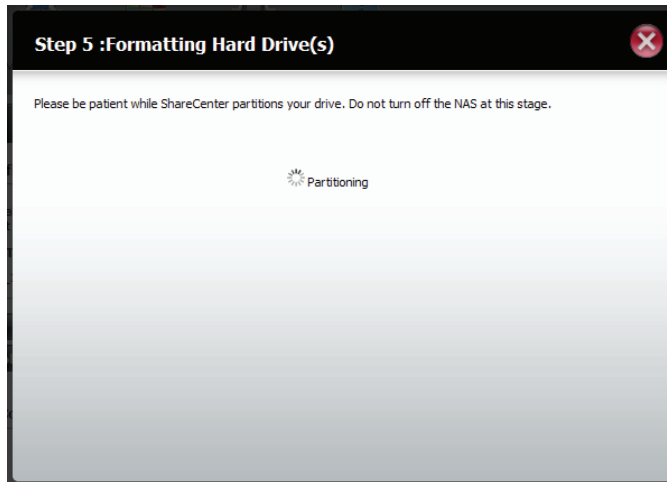 Step 5 :Formatting Hard Drive(s)
Please be patient while ShareCenter partitions your drive. Do not turn off the NAS at this stage.
Partitioning